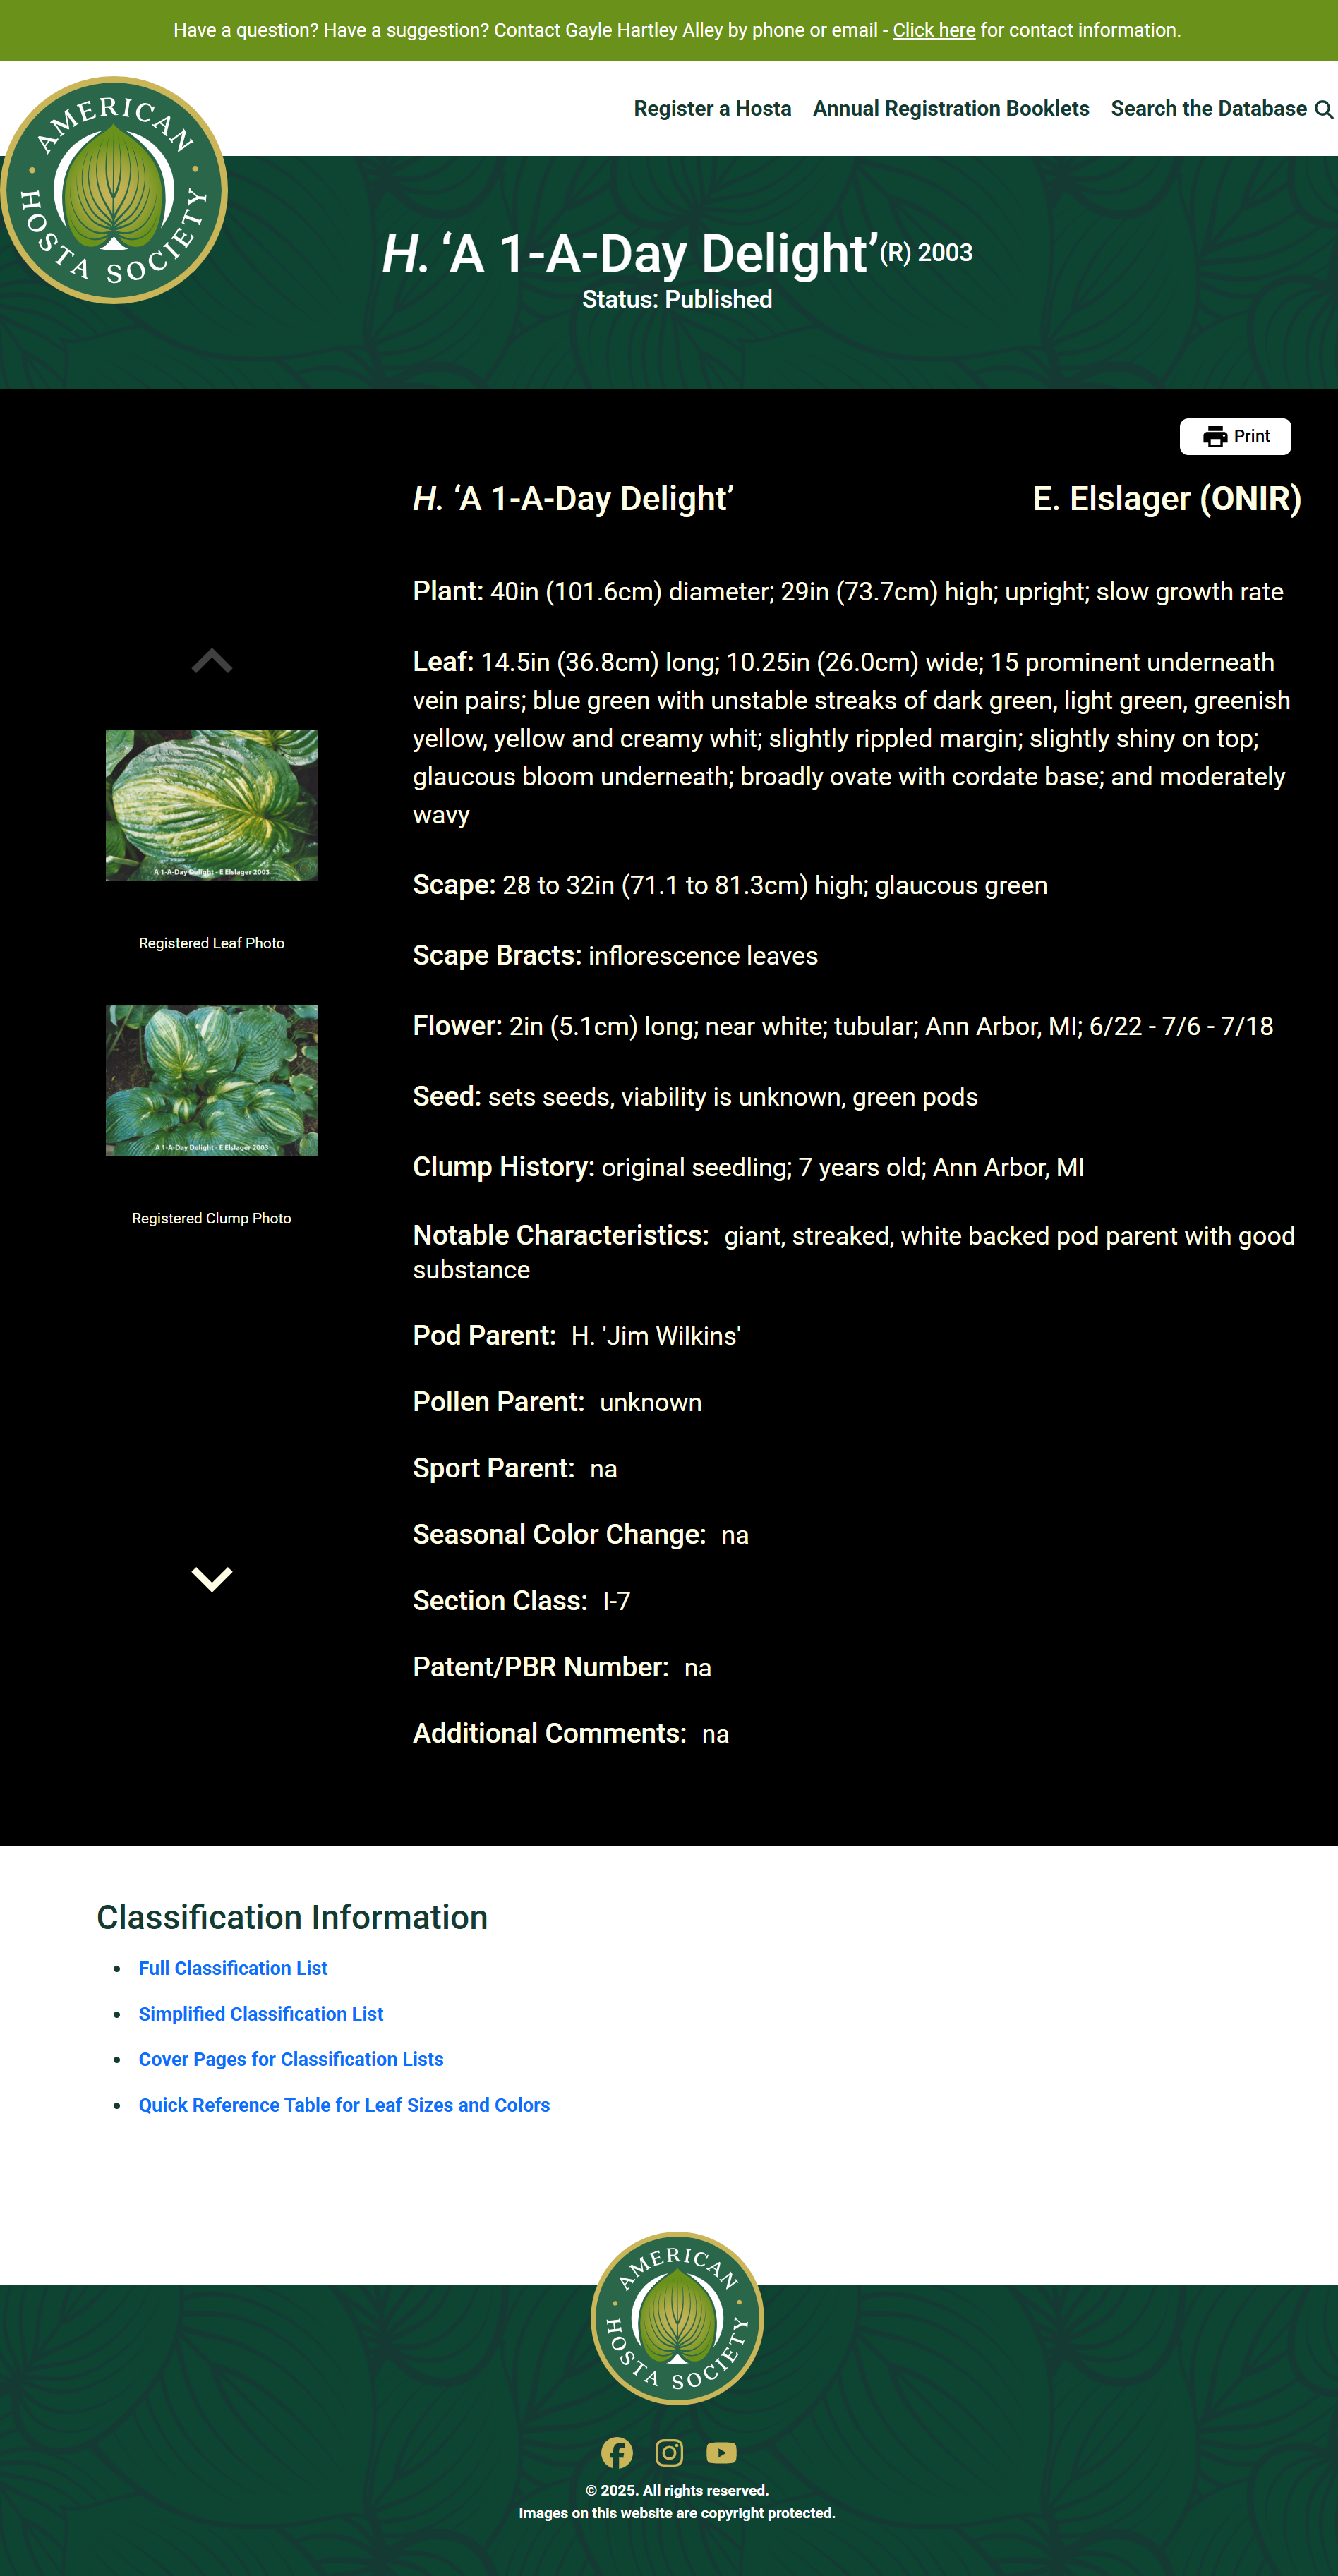 Have a question? Have a suggestion? Contact Gayle Hartley Alley by phone or email - Click here for contact information.
AMERICAN HOSTA SOCIETY
Register a Hosta Annual Registration Booklets Search the Database
H. ‘A 1-A-Day Delight’(R) 2003
Status: Published
Print
H. ‘A 1-A-Day Delight’ E. Elslager (ONIR)
Plant: 40in (101.6cm) diameter; 29in (73.7cm) high; upright; slow growth rate
Leaf: 14.5in (36.8cm) long; 10.25in (26.0cm) wide; 15 prominent underneath
vein pairs; blue green with unstable streaks of dark green, light green, greenish
yellow, yellow and creamy whit; slightly rippled margin; slightly shiny on top;
glaucous bloom underneath; broadly ovate with cordate base; and moderately
wavy
A 1-A-Day Delight - E Elslager 2003
Registered Leaf Photo
Scape: 28 to 32in (71.1 to 81.3cm) high; glaucous green
Scape Bracts: inflorescence leaves
Flower: 2in (5.1cm) long; near white; tubular; Ann Arbor, MI; 6/22 - 7/6 - 7/18
Seed: sets seeds, viability is unknown, green pods
A 1-A-Day Delight - E Elslager 2003
Registered Clump Photo
Clump History: original seedling; 7 years old; Ann Arbor, MI
Notable Characteristics: giant, streaked, white backed pod parent with good
substance
Pod Parent: H. 'Jim Wilkins'
Pollen Parent: unknown
Sport Parent: na
Seasonal Color Change: na
Section Class: I-7
Patent/PBR Number: na
Additional Comments: na
Classification Information
• Full Classification List
• Simplified Classification List
• Cover Pages for Classification Lists
• Quick Reference Table for Leaf Sizes and Colors
AMERICAN HOSTA SOCIETY
© 2025. All rights reserved.
Images on this website are copyright protected.